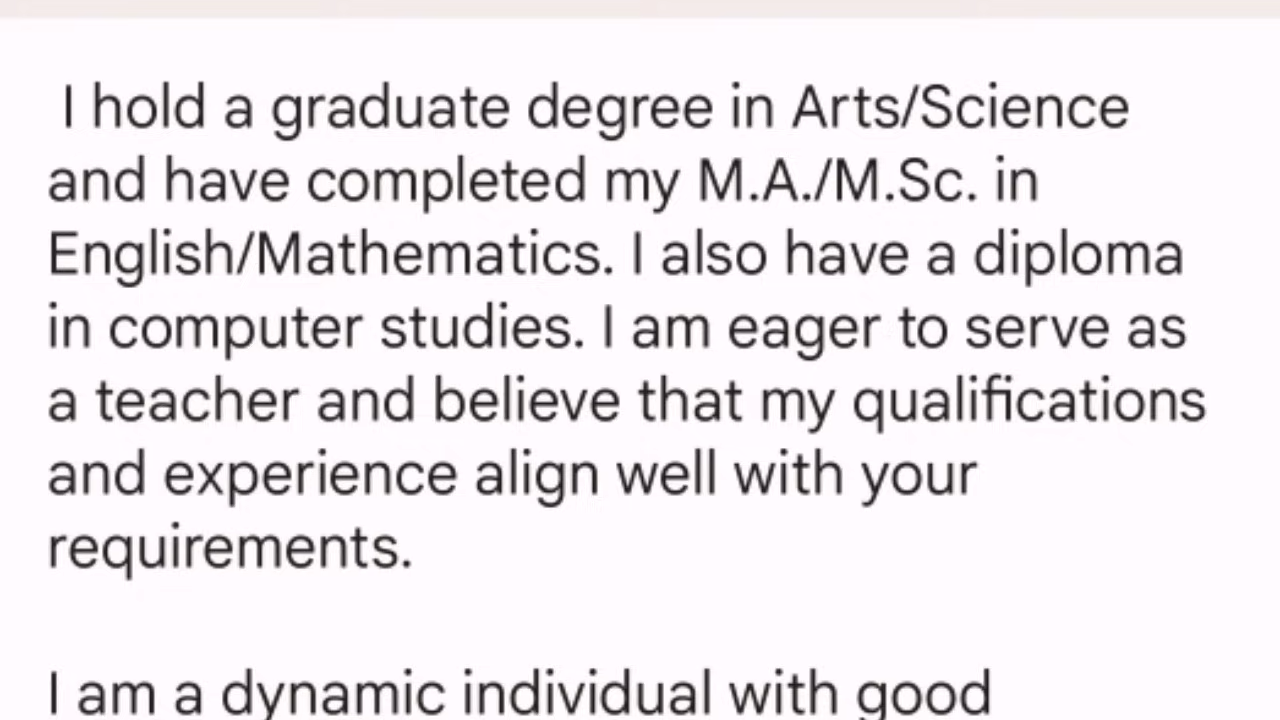 I hold a graduate degree in Arts/Science
and have completed my M.A./M.Sc. in
English/Mathematics. I also have a diploma
in computer studies. I am eager to serve as
a teacher and believe that my qualifications
and experience align well with your
requirements.
I am a dynamic individual with good